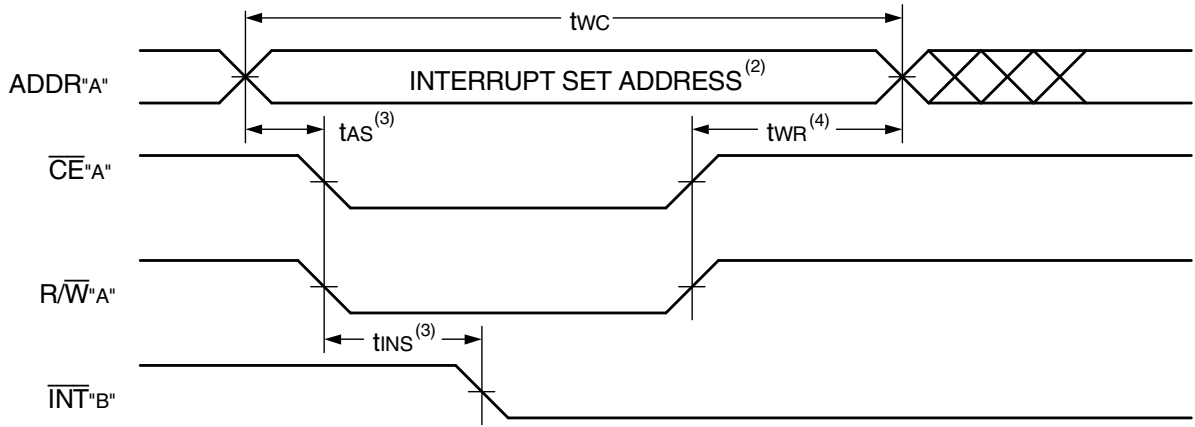 tWC
ADDR"A"
INTERRUPT SET ADDRESS(2)
tAS(3)
tWR(4)
CE"A"
R/W"A"
tINS(3)
INT"B"